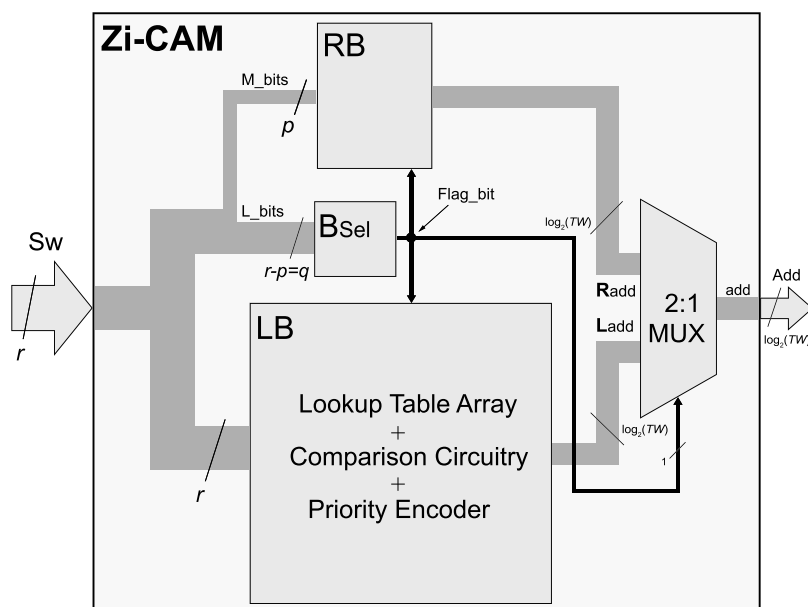 Zi-CAM
RB
M_bits
p
L_bits
BSel
r-p=q
Flag_bit
Sw
r
log2(TW)
Radd
Ladd
2:1
MUX
add
Add
log2(TW)
LB
Lookup Table Array
+
Comparison Circuitry
+
Priority Encoder
r
log2(TW)
1